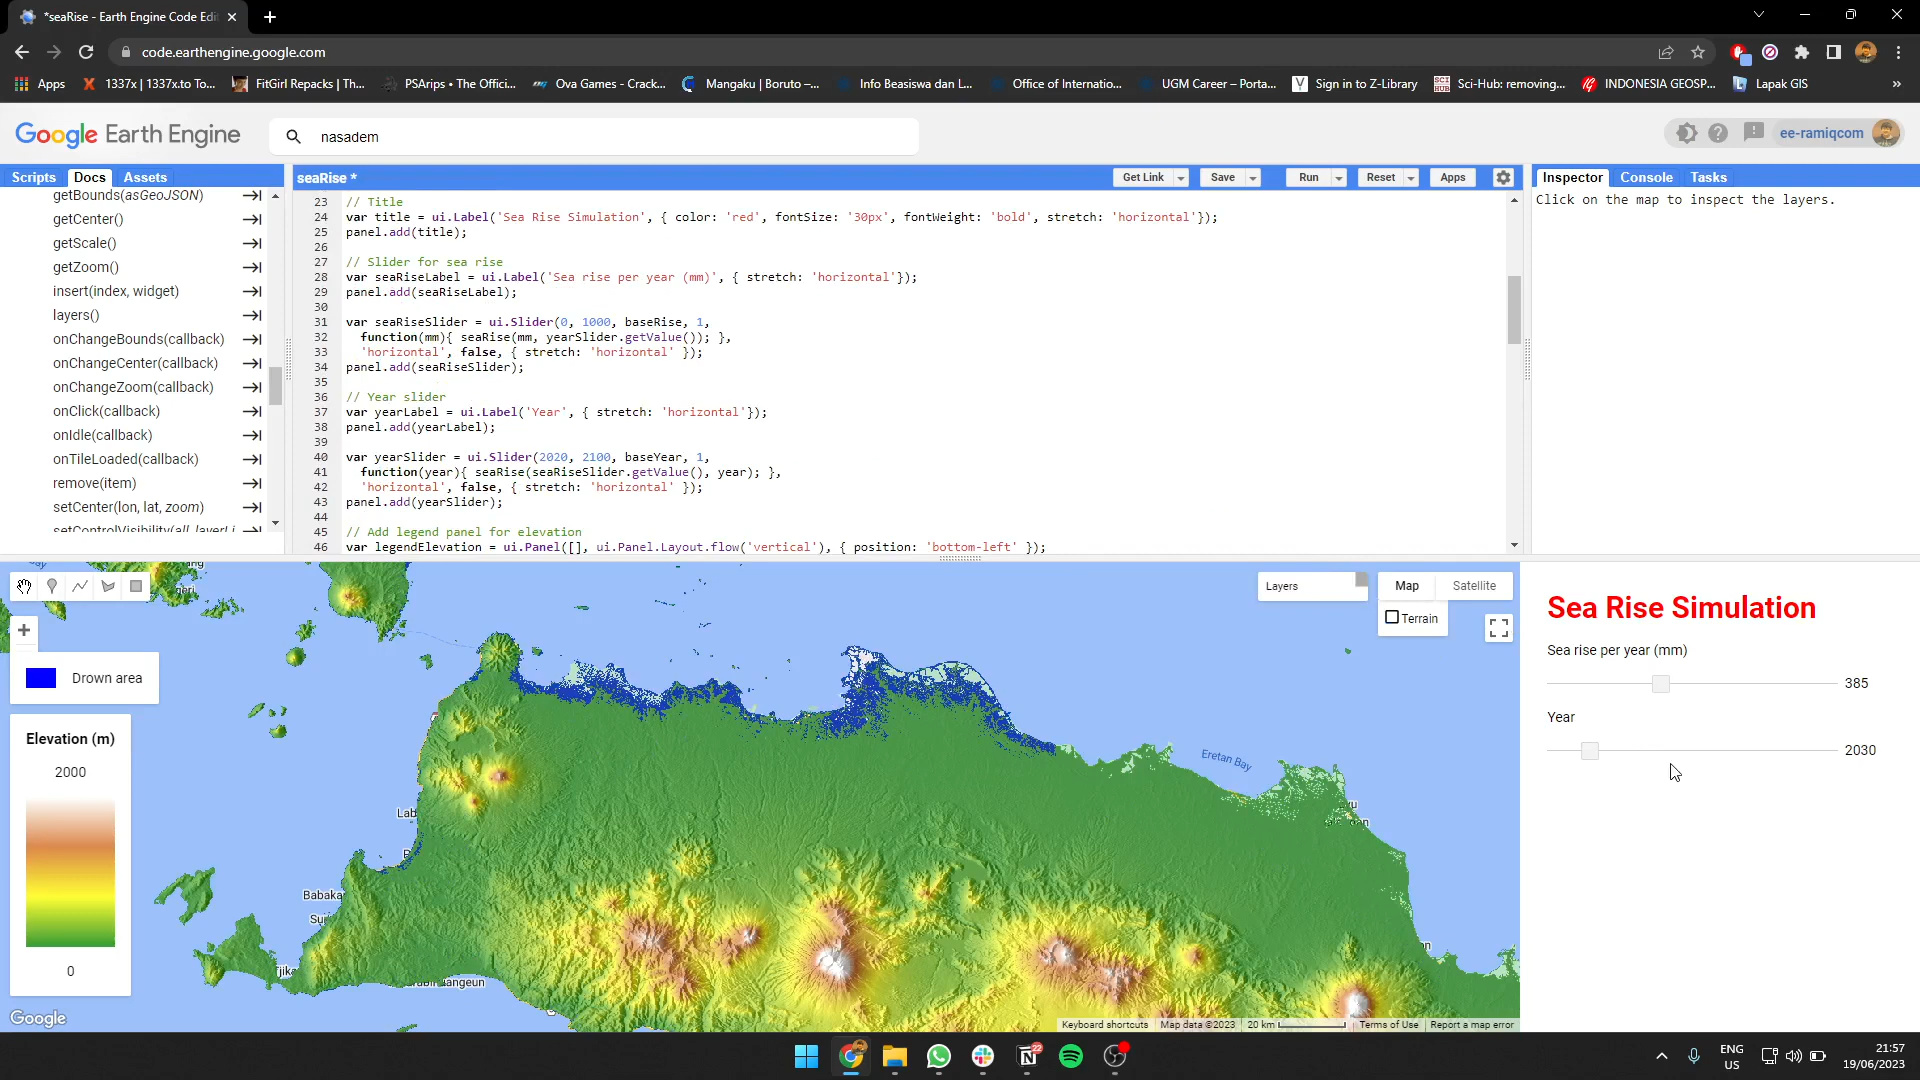 *seaRise - Earth Engine Code Edi
code.earthengine.google.com
Apps
1337x | 1337x.to To...
FitGirl Repacks | Th...
PSArips • The Offici...
Ova Games - Crack...
Mangaku | Boruto –...
Info Beasiswa dan L...
Office of Internatio...
UGM Career – Porta...
Sign in to Z-Library
Sci-Hub: removing...
INDONESIA GEOSP...
Lapak GIS
»
Google Earth Engine
nasadem
ee-ramiqcom
Scripts Docs Assets
getBounds(asGeoJSON)
getCenter()
getScale()
getZoom()
insert(index, widget)
layers()
onChangeBounds(callback)
onChangeCenter(callback)
onChangeZoom(callback)
onClick(callback)
onIdle(callback)
onTileLoaded(callback)
remove(item)
setCenter(lon, lat, zoom)
seaRise *
Get Link
Save
Run
Reset
Apps
23 // Title
24 var title = ui.Label('Sea Rise Simulation', { color: 'red', fontSize: '30px', fontWeight: 'bold', stretch: 'horizontal'});
25 panel.add(title);
26
27 // Slider for sea rise
28 var seaRiseLabel = ui.Label('Sea rise per year (mm)', { stretch: 'horizontal'});
29 panel.add(seaRiseLabel);
30
31 var seaRiseSlider = ui.Slider(0, 1000, baseRise, 1,
32 function(mm){ seaRise(mm, yearSlider.getValue()); },
33 'horizontal', false, { stretch: 'horizontal' });
34 panel.add(seaRiseSlider);
35
36 // Year slider
37 var yearLabel = ui.Label('Year', { stretch: 'horizontal'});
38 panel.add(yearLabel);
39
40 var yearSlider = ui.Slider(2020, 2100, baseYear, 1,
41 function(year){ seaRise(seaRiseSlider.getValue(), year); },
42 'horizontal', false, { stretch: 'horizontal' });
43 panel.add(yearSlider);
44
45 // Add legend panel for elevation
46 var legendElevation = ui.Panel([], ui.Panel.Layout.flow('vertical'), { position: 'bottom-left' });
Inspector Console Tasks
Click on the map to inspect the layers.
Layers
Map Satellite
Terrain
Drown area
Elevation (m)
2000
0
Eretan Bay
Lab
Babaka
Google
Keyboard shortcuts
Map data ©2023
20 km
Terms of Use
Report a map error
Sea Rise Simulation
Sea rise per year (mm)
385
Year
2030
22
ENG
US
21:57
19/06/2023